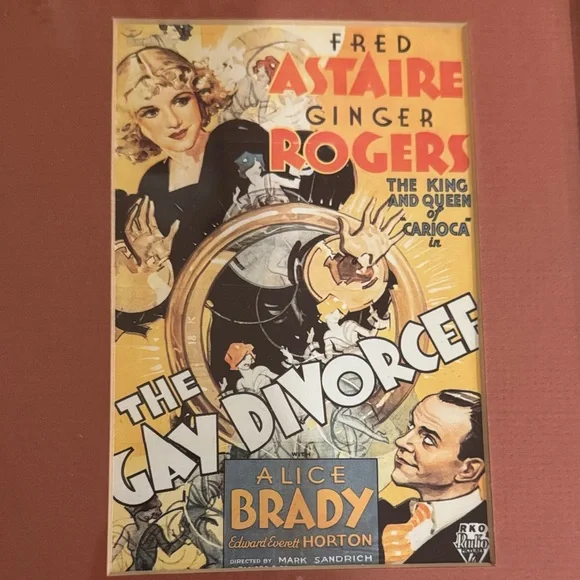 FRED
ASTAIRE
GINGER
ROGERS
THE KING
AND QUEEN
of
"CARIOCA"
in
THE
GAY DIVORCEE
WITH
ALICE
BRADY
Edward Everett HORTON
DIRECTED BY MARK SANDRICH
RKO
Radio